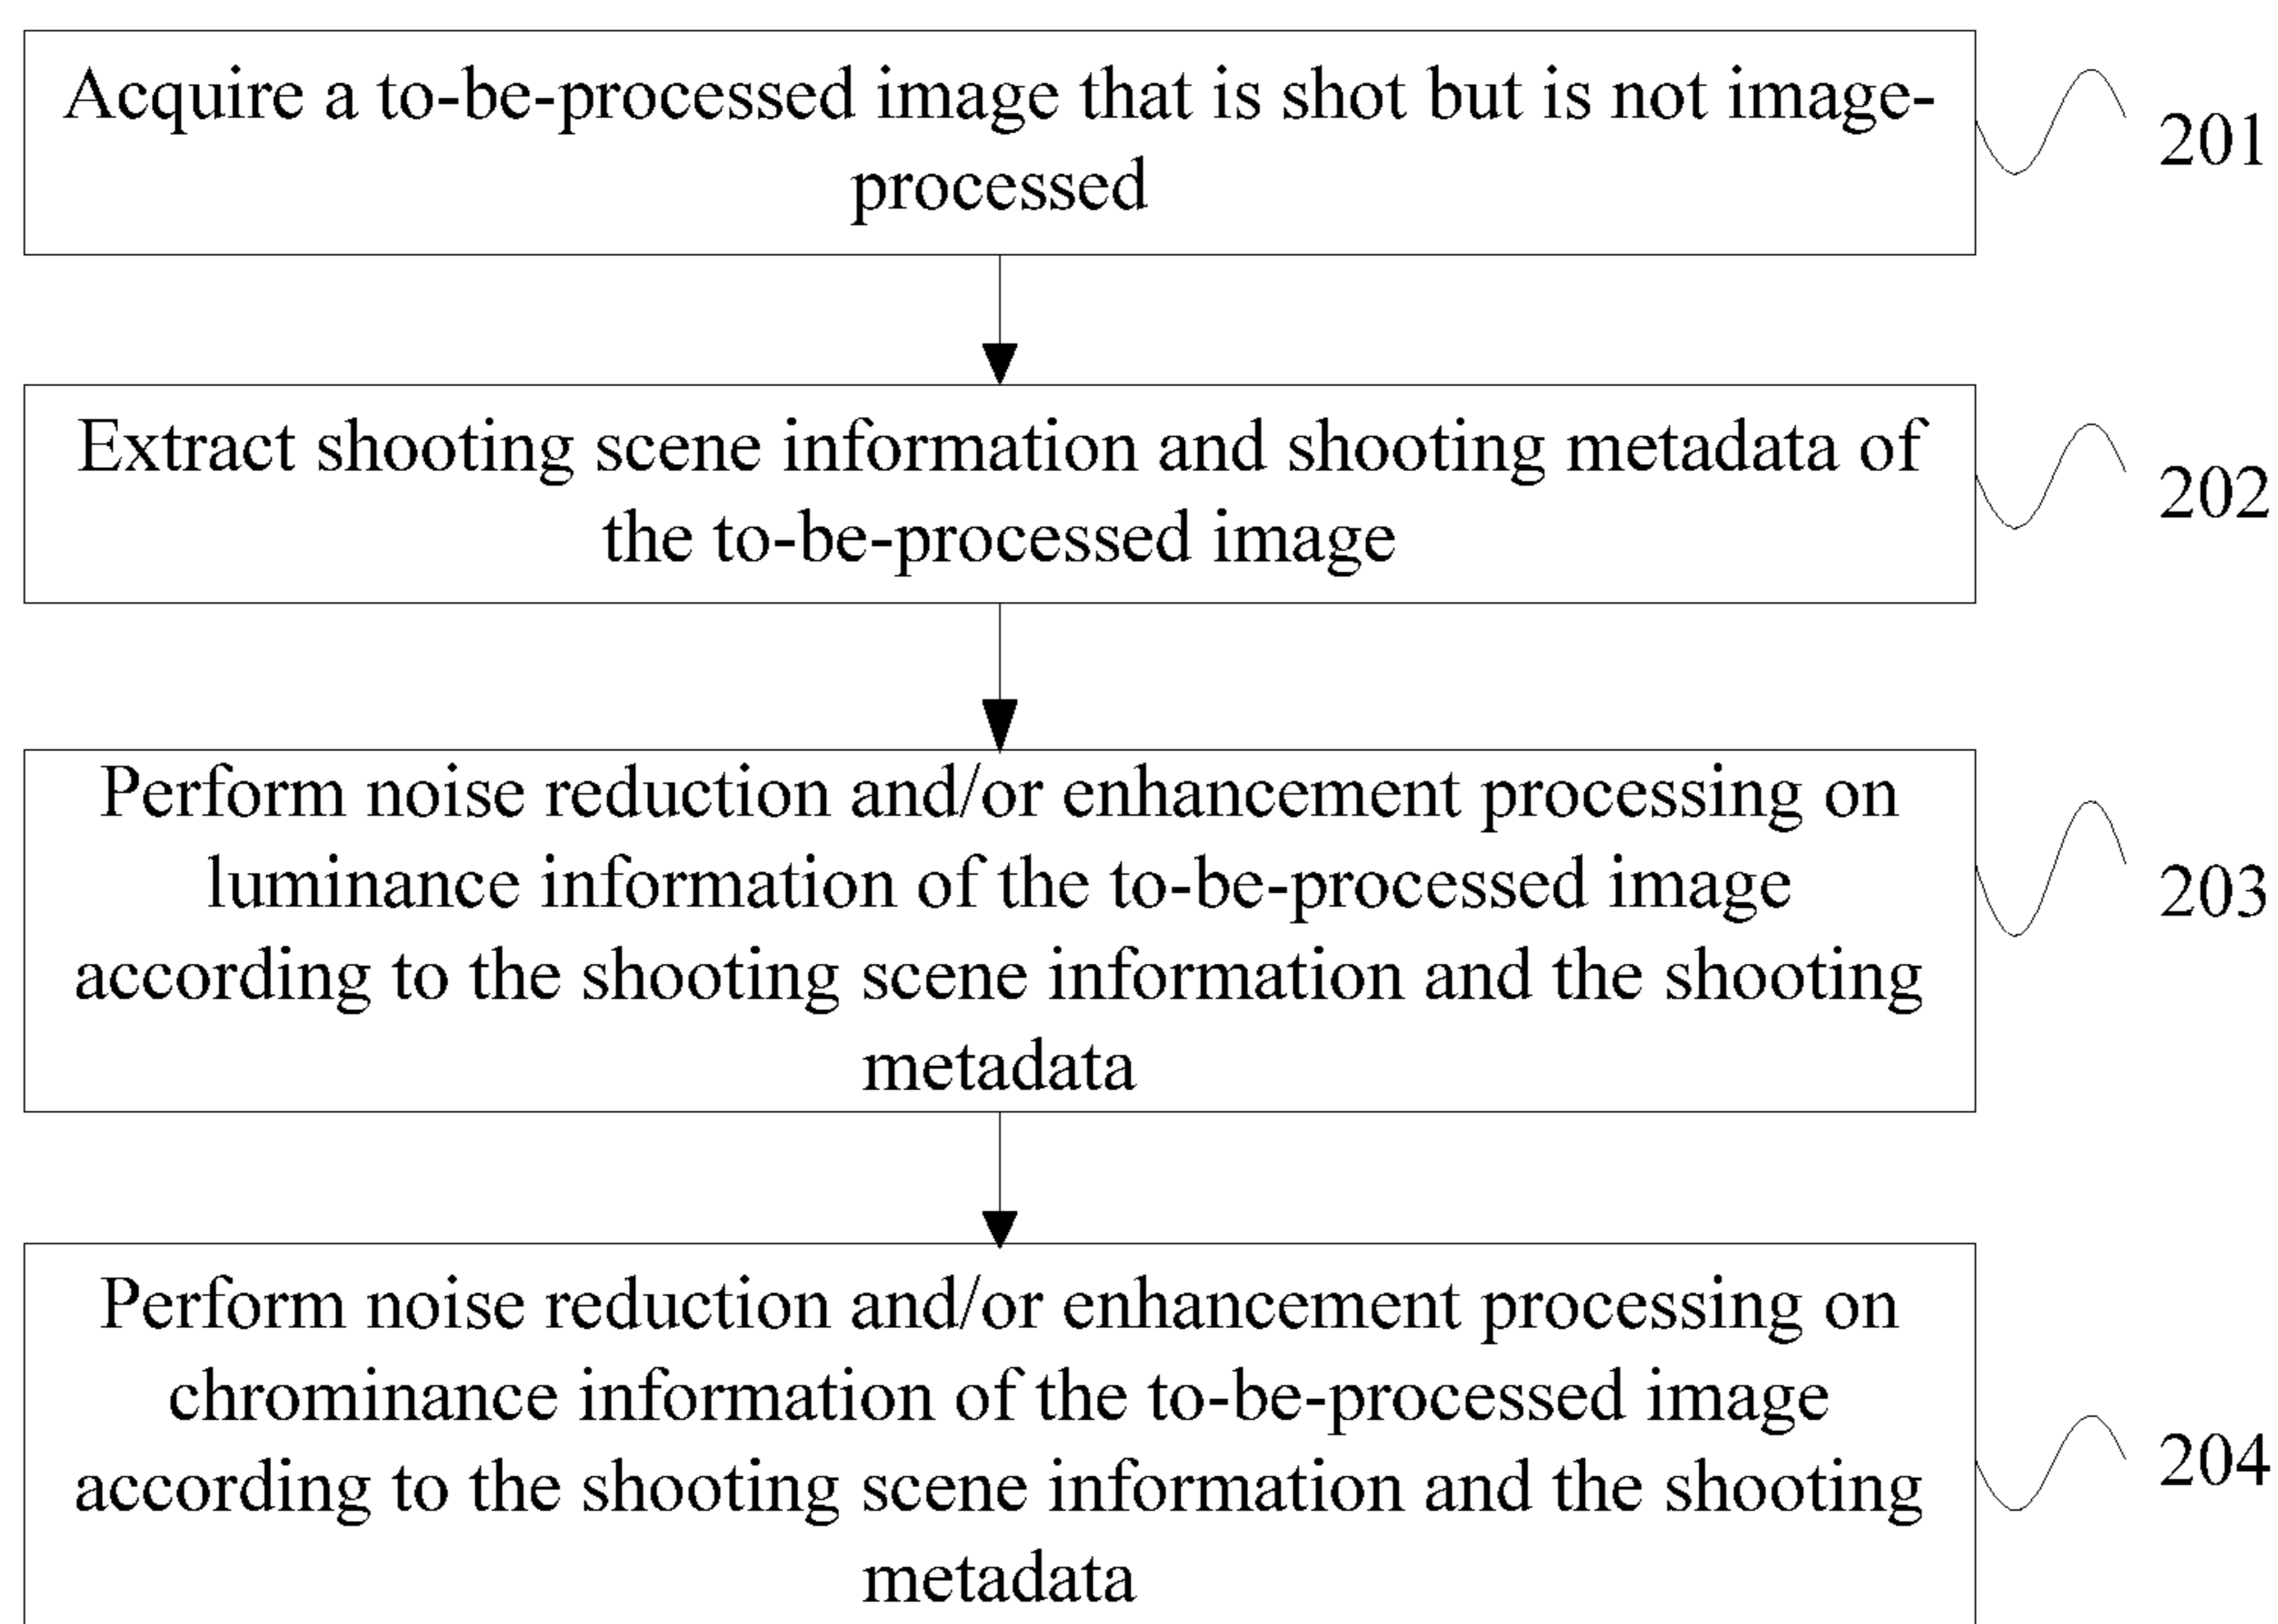 Acquire a to-be-processed image that is shot but is not image-
processed
201
Extract shooting scene information and shooting metadata of
the to-be-processed image
202
Perform noise reduction and/or enhancement processing on
luminance information of the to-be-processed image
according to the shooting scene information and the shooting
metadata
203
Perform noise reduction and/or enhancement processing on
chrominance information of the to-be-processed image
according to the shooting scene information and the shooting
metadata
204